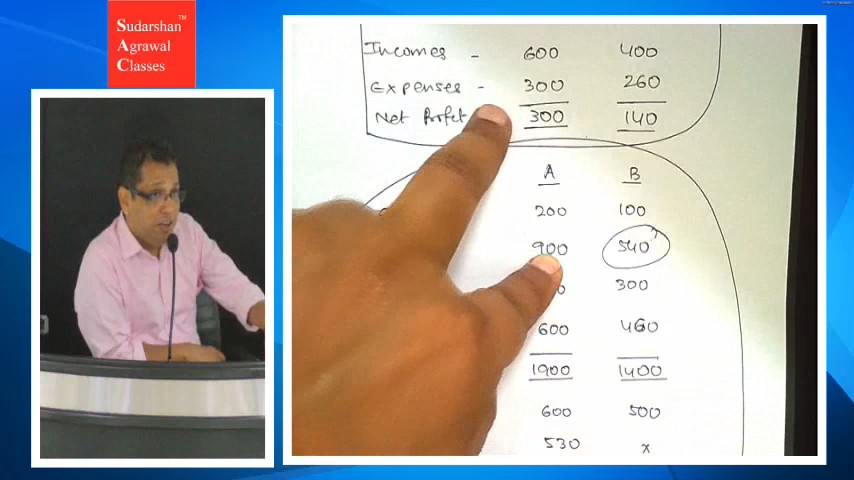 Sudarshan™
Agrawal
Classes
Incomes - 600 400
Expenses - 300 260
Net Profit 300 140
A B
200 100
900 540
0 300
600 460
1900 1400
600 500
530 x